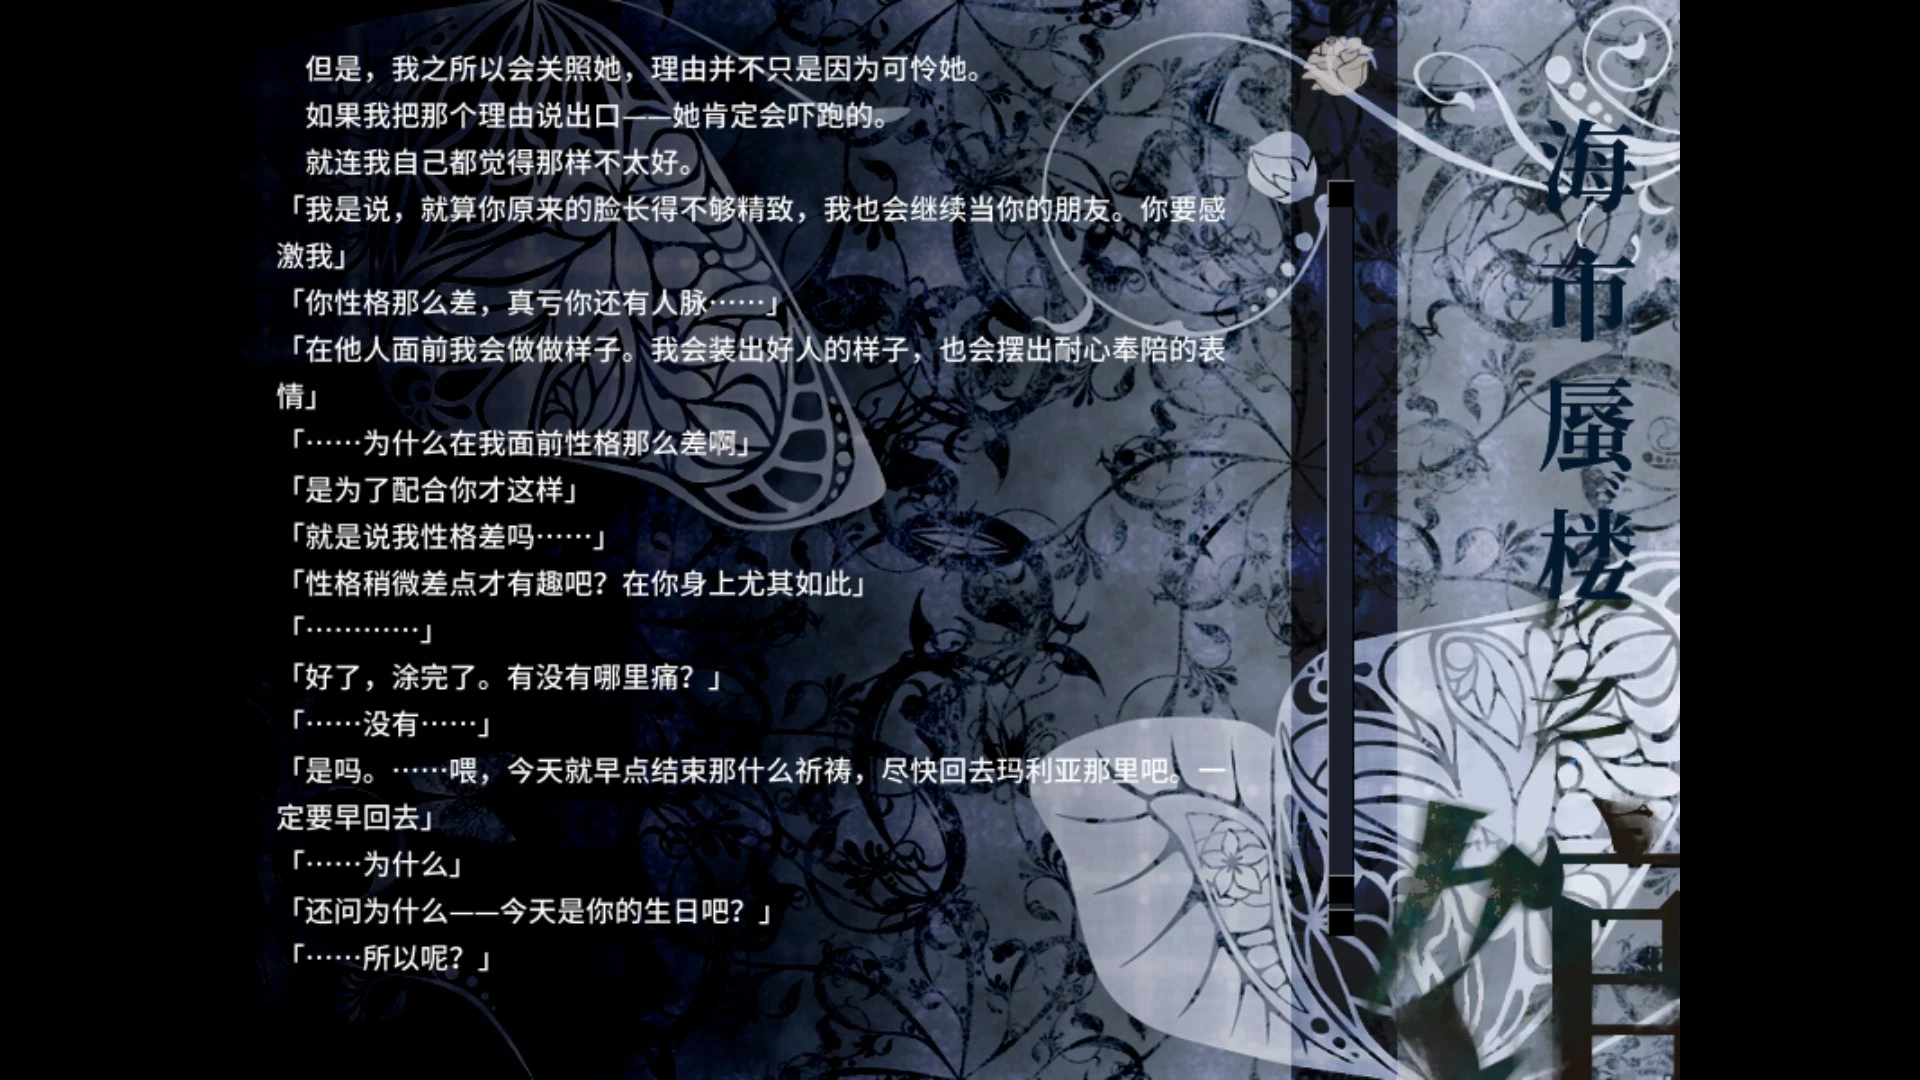 但是，我之所以会关照她，理由并不只是因为可怜她。
如果我把那个理由说出口——她肯定会吓跑的。
就连我自己都觉得那样不太好。
「我是说，就算你原来的脸长得不够精致，我也会继续当你的朋友。你要感
激我」
「你性格那么差，真亏你还有人脉……」
「在他人面前我会做做样子。我会装出好人的样子，也会摆出耐心奉陪的表
情」
「……为什么在我面前性格那么差啊」
「是为了配合你才这样」
「就是说我性格差吗……」
「性格稍微差点才有趣吧？在你身上尤其如此」
「…………」
「好了，涂完了。有没有哪里痛？」
「……没有……」
「是吗。……喂，今天就早点结束那什么祈祷，尽快回去玛利亚那里吧。一
定要早回去」
「……为什么」
「还问为什么——今天是你的生日吧？」
「……所以呢？」
海市蜃楼之馆